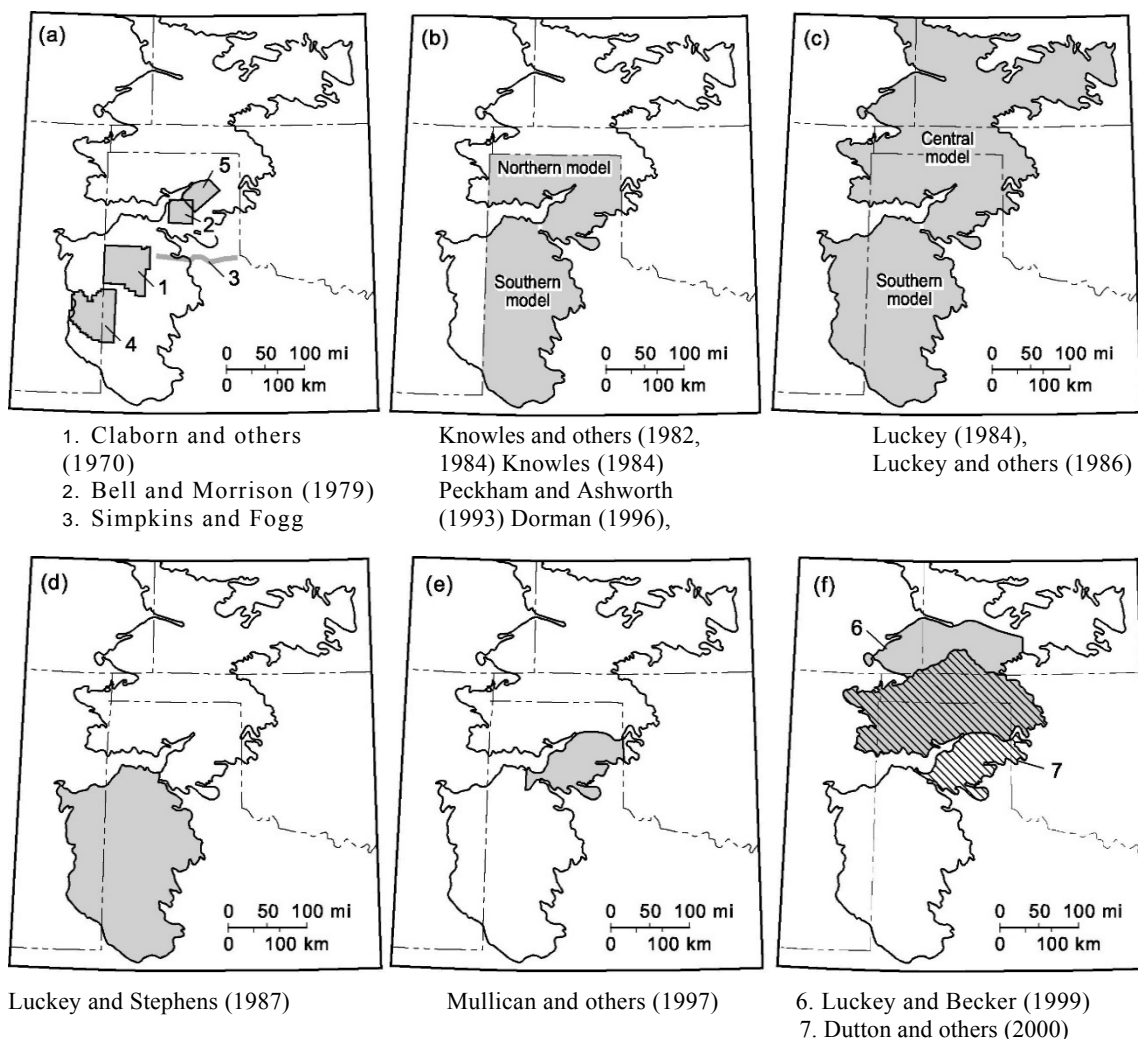 (a)
5
2
3
1
4
0 50 100 mi
0 100 km
(b)
Northern model
Southern model
0 50 100 mi
0 100 km
(c)
Central model
Southern model
0 50 100 mi
0 100 km
1. Claborn and others
(1970)
2. Bell and Morrison (1979)
3. Simpkins and Fogg
Knowles and others (1982,
1984) Knowles (1984)
Peckham and Ashworth
(1993) Dorman (1996),
Luckey (1984),
Luckey and others (1986)
(d)
0 50 100 mi
0 100 km
(e)
0 50 100 mi
0 100 km
(f)
6
7
0 50 100 mi
0 100 km
Luckey and Stephens (1987)
Mullican and others (1997)
6. Luckey and Becker (1999)
7. Dutton and others (2000)